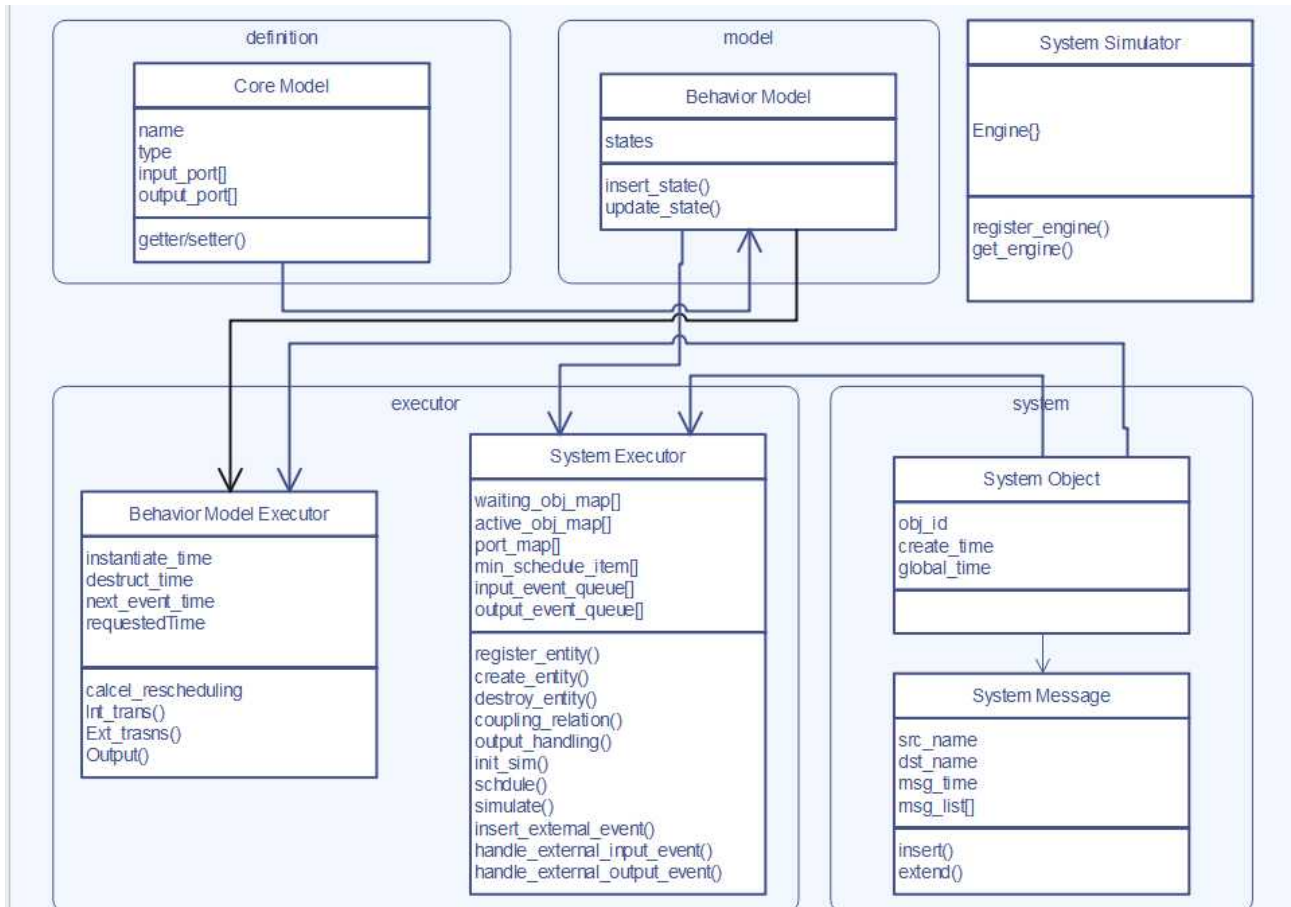 definition
Core Model
name
type
input_port[]
output_port[]
getter/setter()
model
Behavior Model
states
insert_state()
update_state()
System Simulator
Engine{}
register_engine()
get_engine()
executor
Behavior Model Executor
instantiate_time
destruct_time
next_event_time
requestedTime
calcel_rescheduling
Int_trans()
Ext_trasns()
Output()
System Executor
waiting_obj_map[]
active_obj_map[]
port_map[]
min_schedule_item[]
input_event_queue[]
output_event_queue[]
register_entity()
create_entity()
destroy_entity()
coupling_relation()
output_handling()
init_sim()
schdule()
simulate()
insert_external_event()
handle_external_input_event()
handle_external_output_event()
system
System Object
obj_id
create_time
global_time
System Message
src_name
dst_name
msg_time
msg_list[]
insert()
extend()